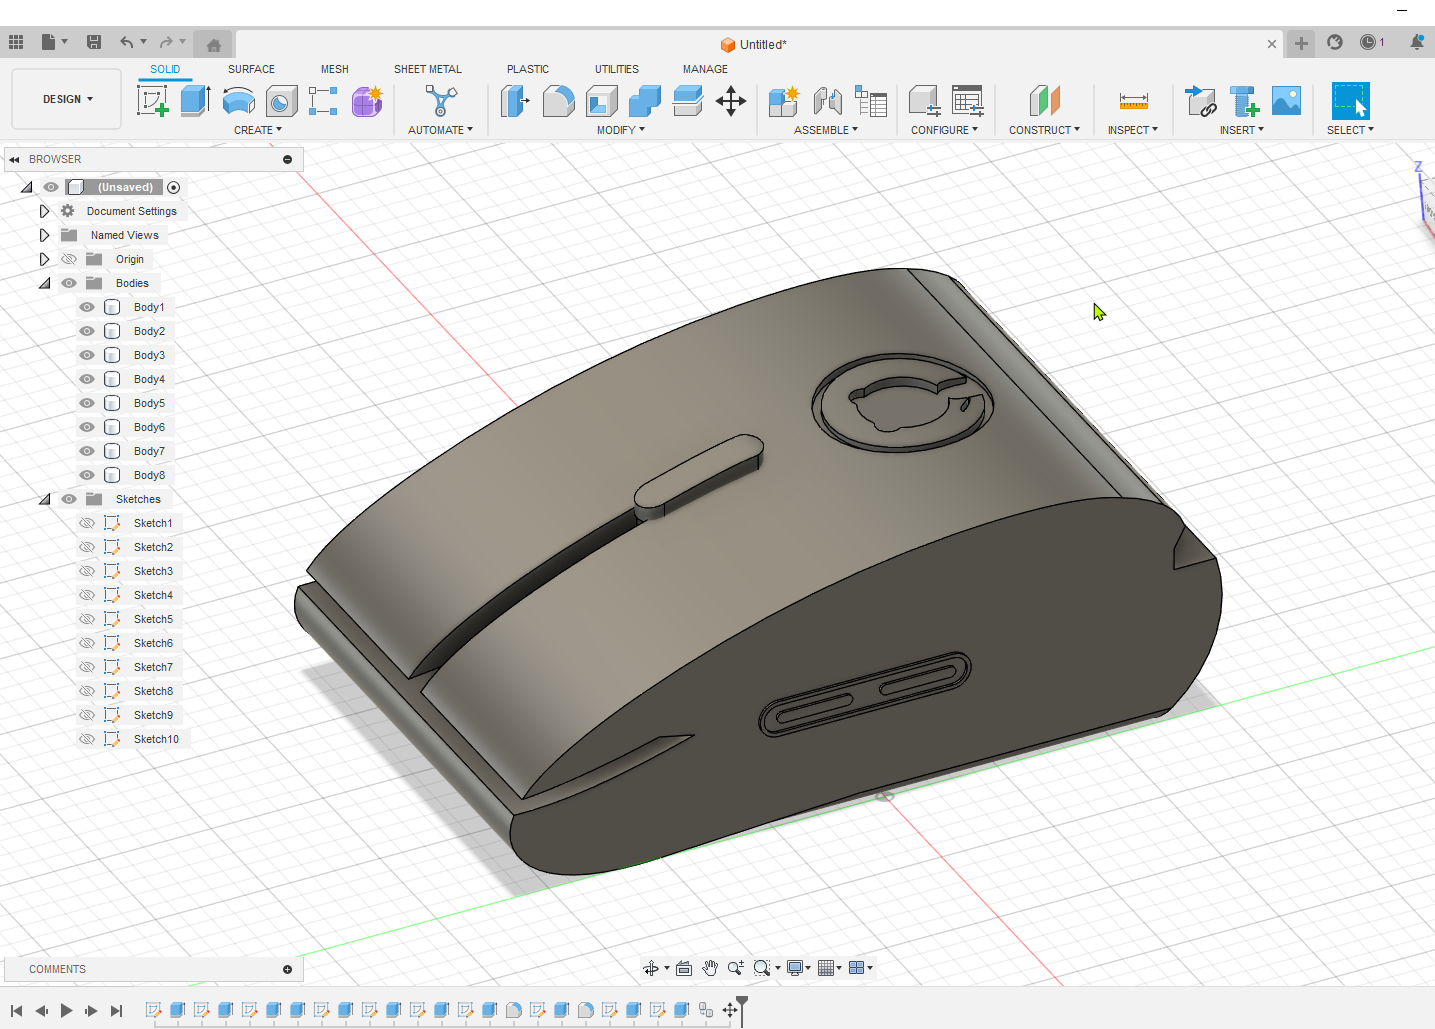 Untitled*
1
SOLID SURFACE MESH SHEET METAL PLASTIC UTILITIES MANAGE
DESIGN
CREATE AUTOMATE MODIFY ASSEMBLE CONFIGURE CONSTRUCT INSPECT INSERT SELECT
BROWSER
(Unsaved)
Document Settings
Named Views
Origin
Bodies
Body1
Body2
Body3
Body4
Body5
Body6
Body7
Body8
Sketches
Sketch1
Sketch2
Sketch3
Sketch4
Sketch5
Sketch6
Sketch7
Sketch8
Sketch9
Sketch10
Z
COMMENTS